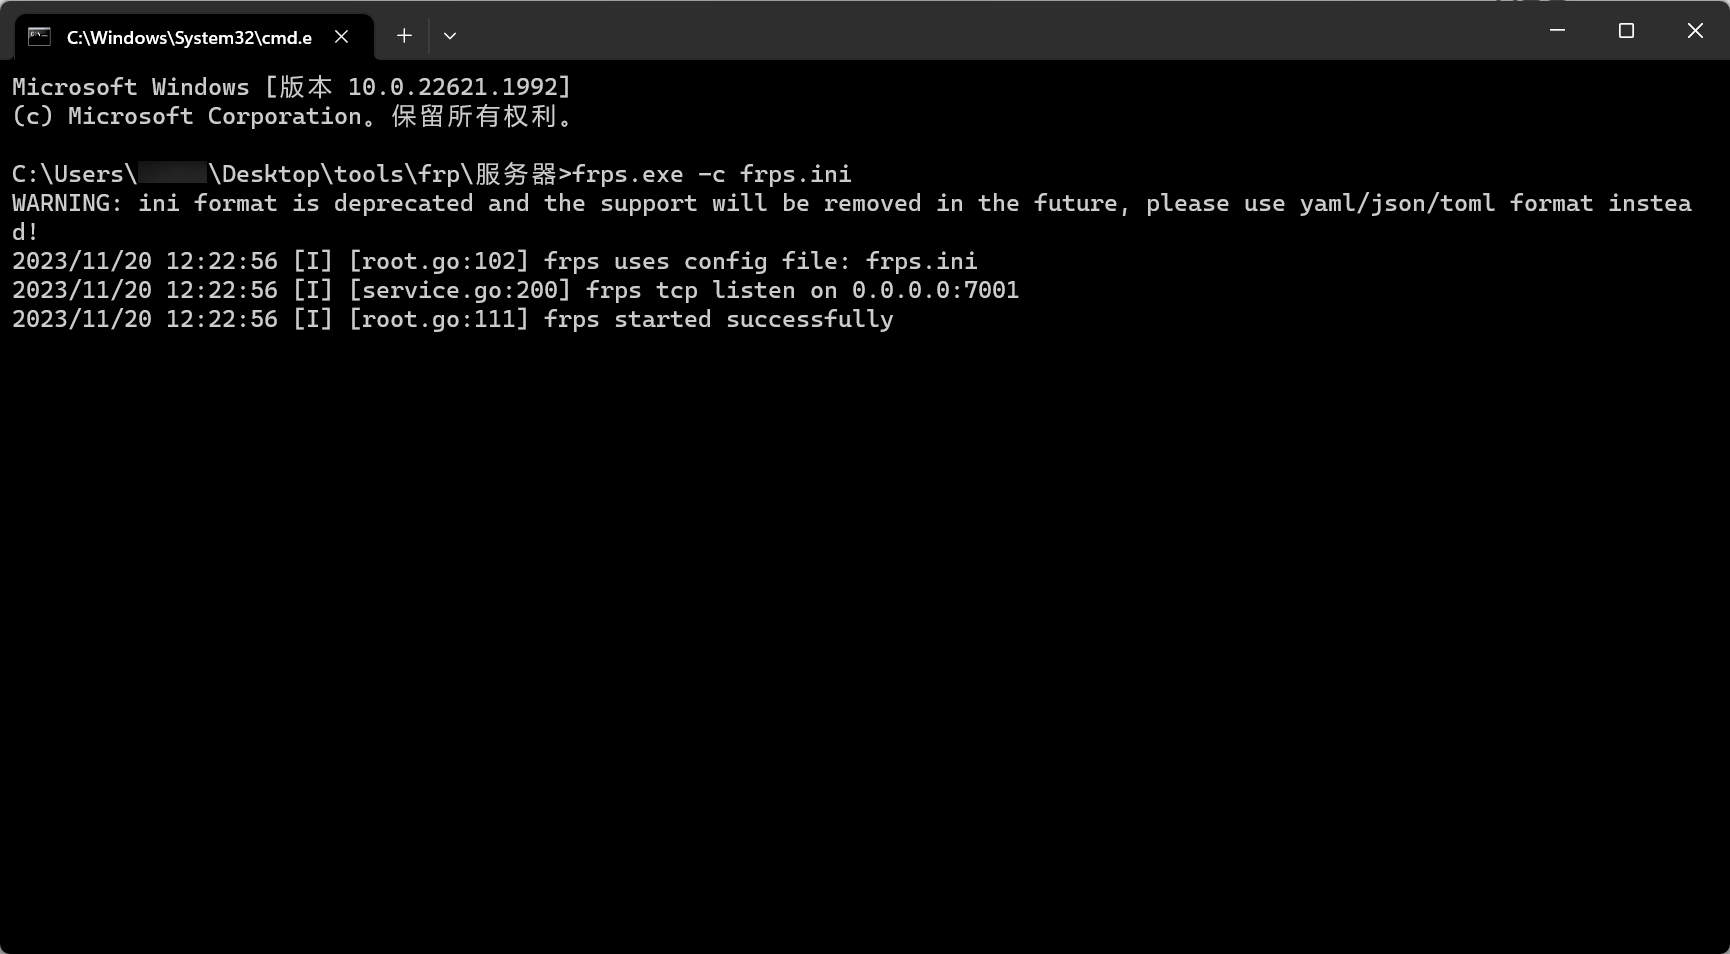 C:\Windows\System32\cmd.e
Microsoft Windows [版本 10.0.22621.1992]
(c) Microsoft Corporation。保留所有权利。
C:\Users\ \Desktop\tools\frp\服务器>frps.exe -c frps.ini
WARNING: ini format is deprecated and the support will be removed in the future, please use yaml/json/toml format instea
d!
2023/11/20 12:22:56 [I] [root.go:102] frps uses config file: frps.ini
2023/11/20 12:22:56 [I] [service.go:200] frps tcp listen on 0.0.0.0:7001
2023/11/20 12:22:56 [I] [root.go:111] frps started successfully